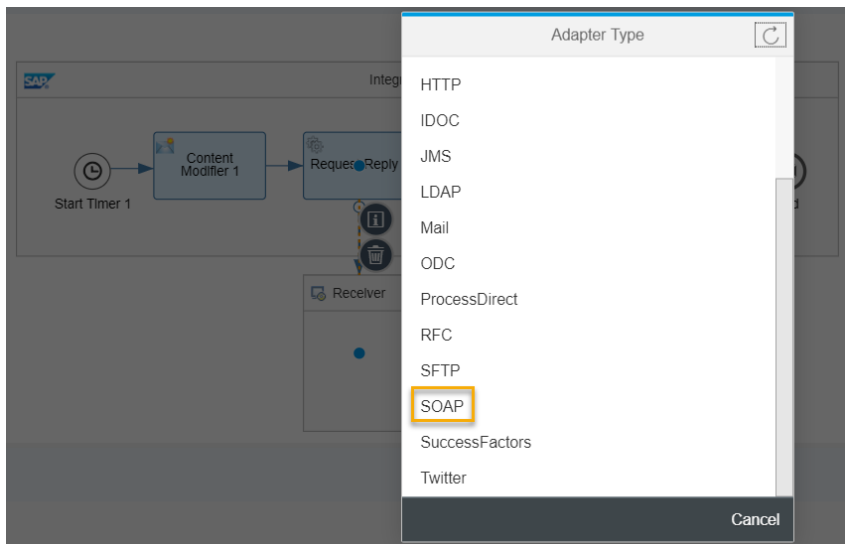 Adapter Type
SAP
Integ
HTTP
IDOC
JMS
LDAP
Mail
ODC
ProcessDirect
RFC
SFTP
SOAP
SuccessFactors
Twitter
Cancel
Start Timer 1
Content
Modifier 1
Request Reply
Receiver